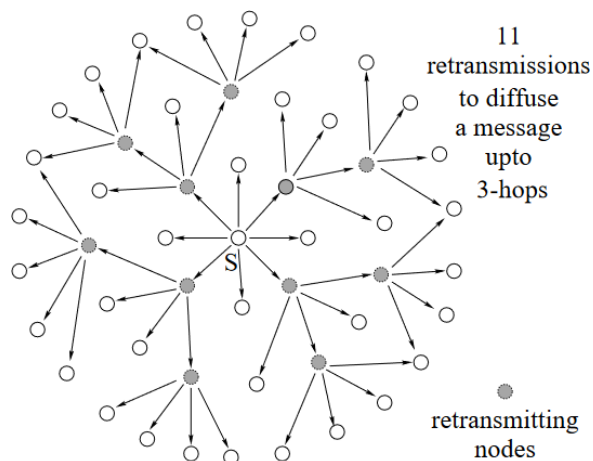 11
retransmissions
to diffuse
a message
upto
3-hops
S
retransmitting
nodes